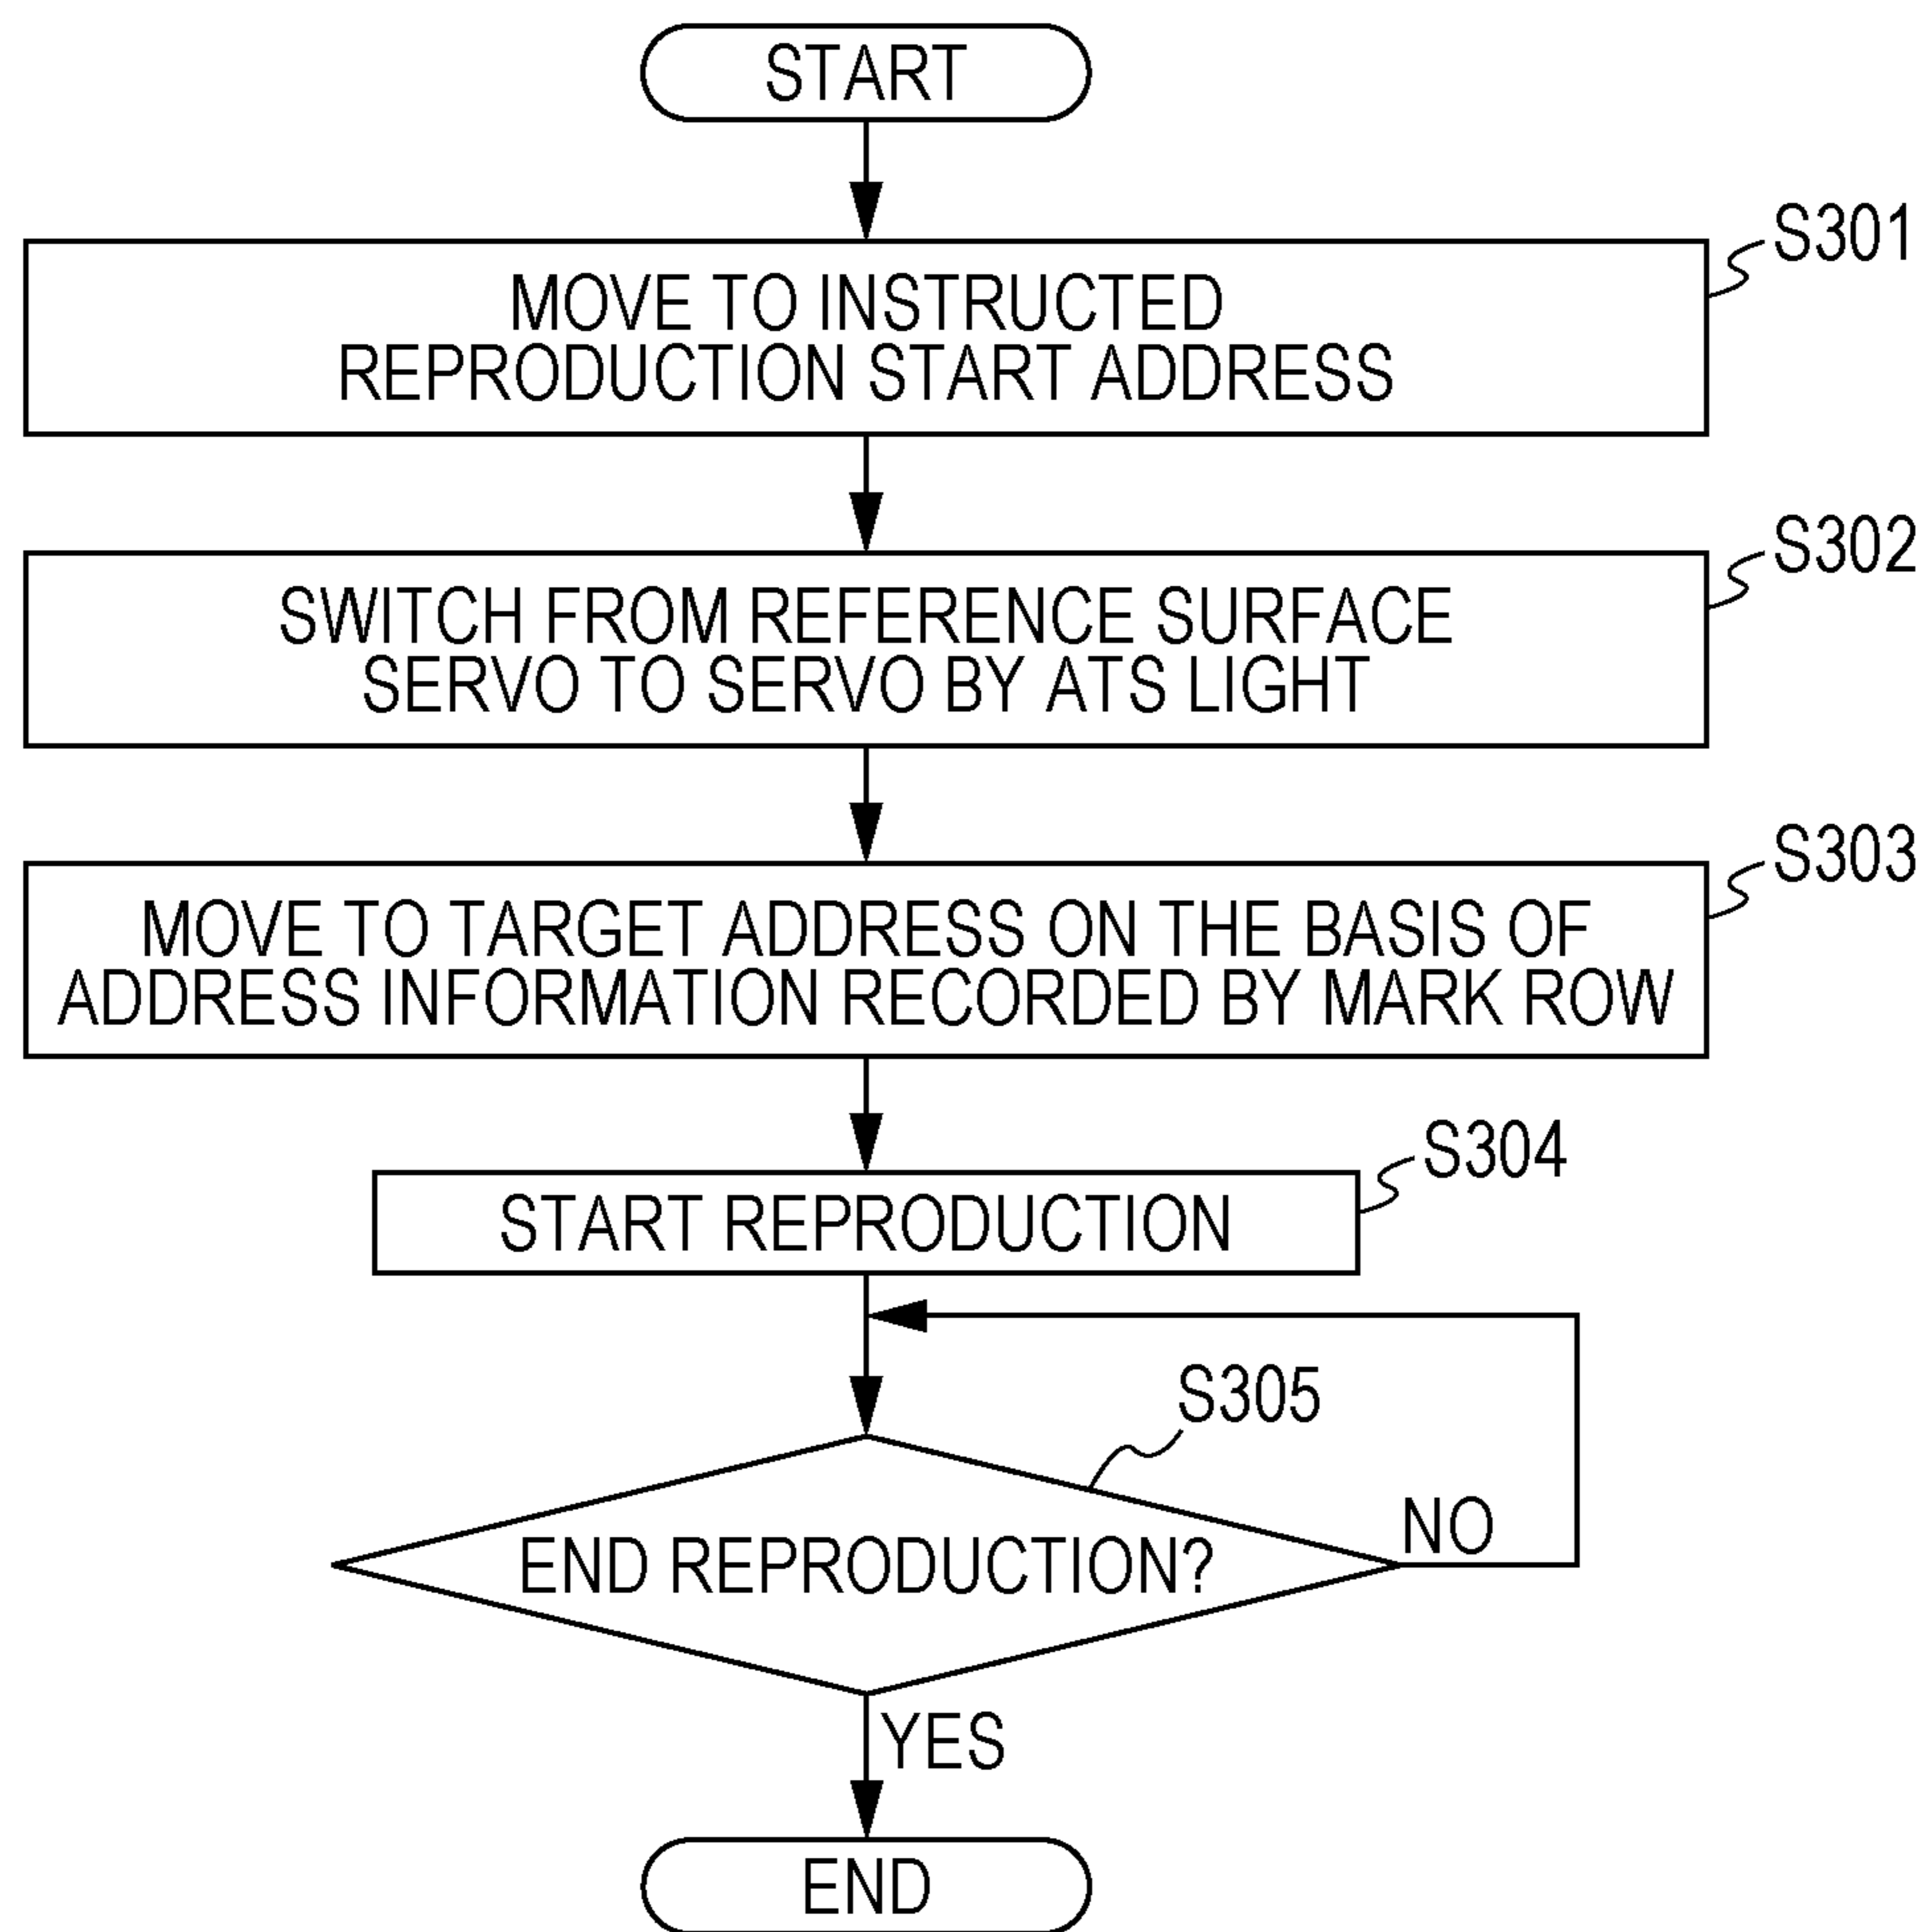 START
S301
MOVE TO INSTRUCTED
REPRODUCTION START ADDRESS
S302
SWITCH FROM REFERENCE SURFACE
SERVO TO SERVO BY ATS LIGHT
S303
MOVE TO TARGET ADDRESS ON THE BASIS OF
ADDRESS INFORMATION RECORDED BY MARK ROW
S304
START REPRODUCTION
S305
END REPRODUCTION?
NO
YES
END